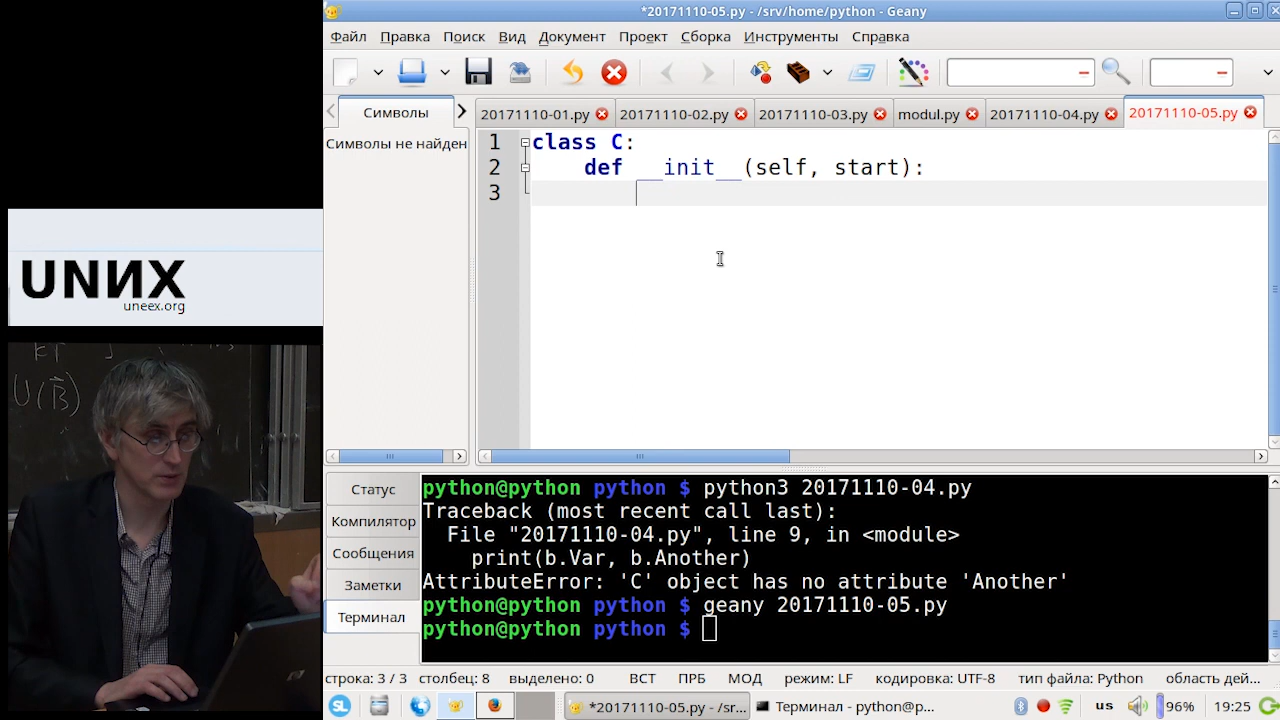 *20171110-05.py - /srv/home/python - Geany
Файл Правка Поиск Вид Документ Проект Сборка Инструменты Справка
Символы
20171110-01.py 20171110-02.py 20171110-03.py modul.py 20171110-04.py 20171110-05.py
Символы не найден
1 class C:
2 def __init__(self, start):
3
UNИX
uneex.org
U(B)
Статус
Компилятор
Сообщения
Заметки
Терминал
python@python python $ python3 20171110-04.py
Traceback (most recent call last):
File "20171110-04.py", line 9, in <module>
print(b.Var, b.Another)
AttributeError: 'C' object has no attribute 'Another'
python@python python $ geany 20171110-05.py
python@python python $
строка: 3 / 3 столбец: 8 выделено: 0 ВСТ ПРБ МОД режим: LF кодировка: UTF-8 тип файла: Python область дей...
SL *20171110-05.py - /sr... Терминал - python@p... us 96% 19:25